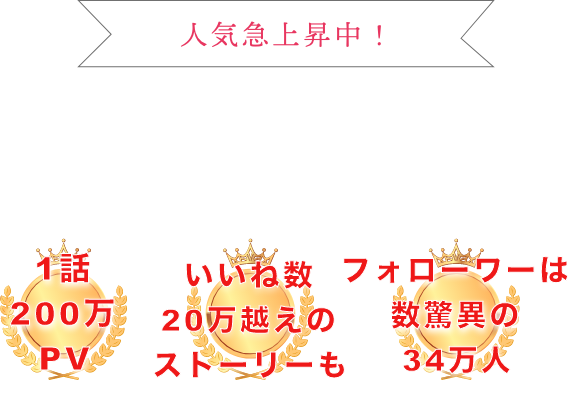 人気急上昇中！
1話
200万
PV
いいね数
20万越えの
ストーリーも
フォローワーは
数驚異の
34万人